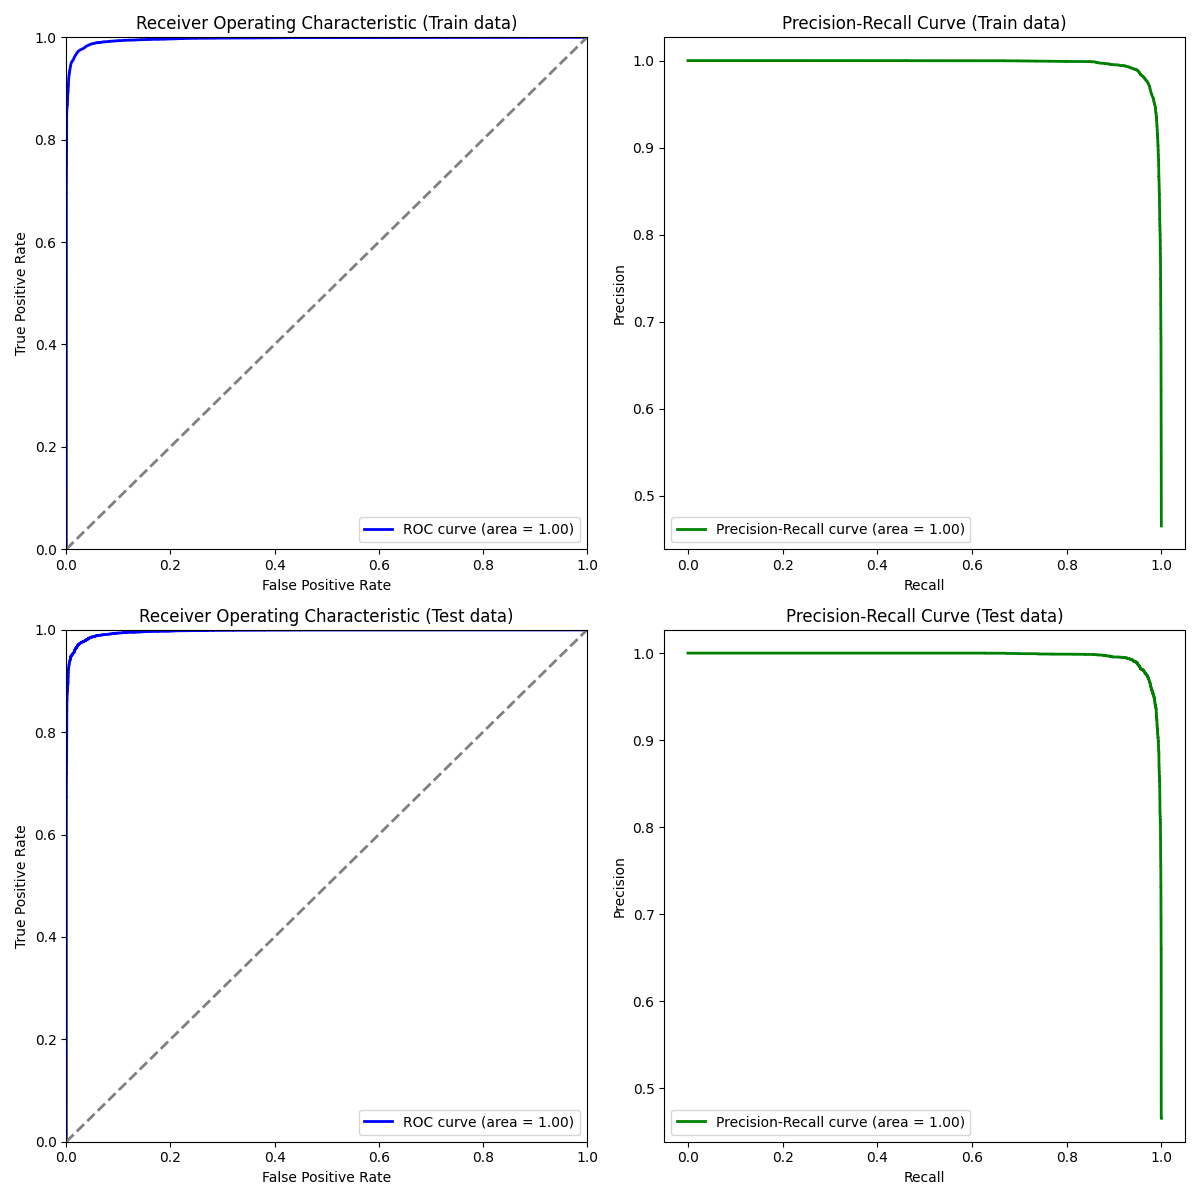 Receiver Operating Characteristic (Train data)
1.0
0.8
0.6
0.4
0.2
0.0
True Positive Rate
0.0 0.2 0.4 0.6 0.8 1.0
False Positive Rate
ROC curve (area = 1.00)
Precision-Recall Curve (Train data)
1.0
0.9
0.8
0.7
0.6
0.5
Precision
0.0 0.2 0.4 0.6 0.8 1.0
Recall
Precision-Recall curve (area = 1.00)
Receiver Operating Characteristic (Test data)
1.0
0.8
0.6
0.4
0.2
0.0
True Positive Rate
0.0 0.2 0.4 0.6 0.8 1.0
False Positive Rate
ROC curve (area = 1.00)
Precision-Recall Curve (Test data)
1.0
0.9
0.8
0.7
0.6
0.5
Precision
0.0 0.2 0.4 0.6 0.8 1.0
Recall
Precision-Recall curve (area = 1.00)